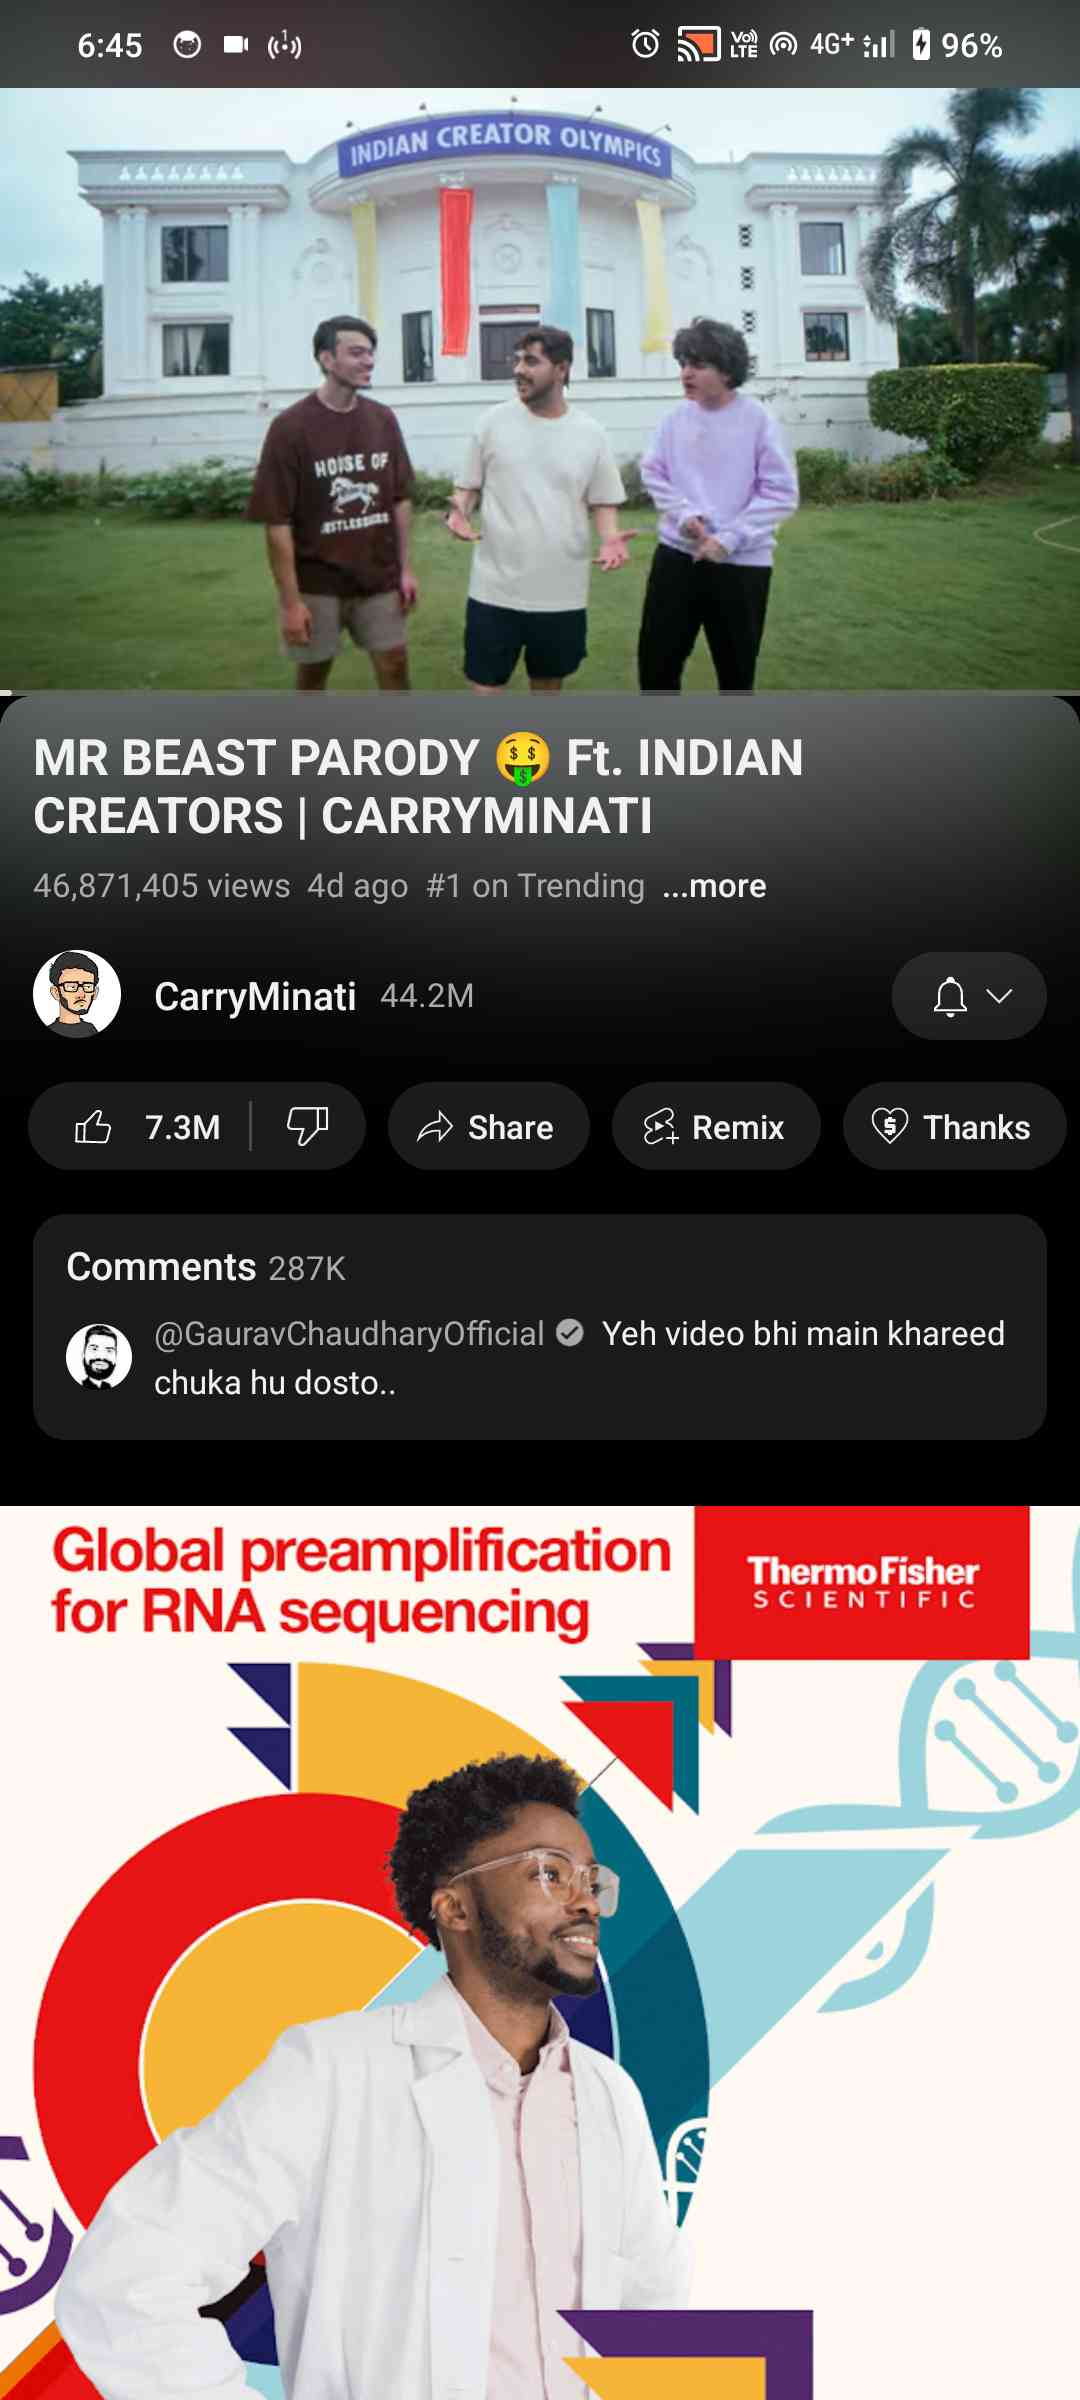 6:45
1
Vo)) LTE
4G+
96%
INDIAN CREATOR OLYMPICS
HOUSE OF
MR BEAST PARODY 🤑 Ft. INDIAN
CREATORS | CARRYMINATI
46,871,405 views 4d ago #1 on Trending ...more
CarryMinati 44.2M
7.3M
Share
Remix
Thanks
Comments 287K
@GauravChaudharyOfficial Yeh video bhi main khareed
chuka hu dosto..
Global preamplification
for RNA sequencing
ThermoFisher
SCIENTIFIC